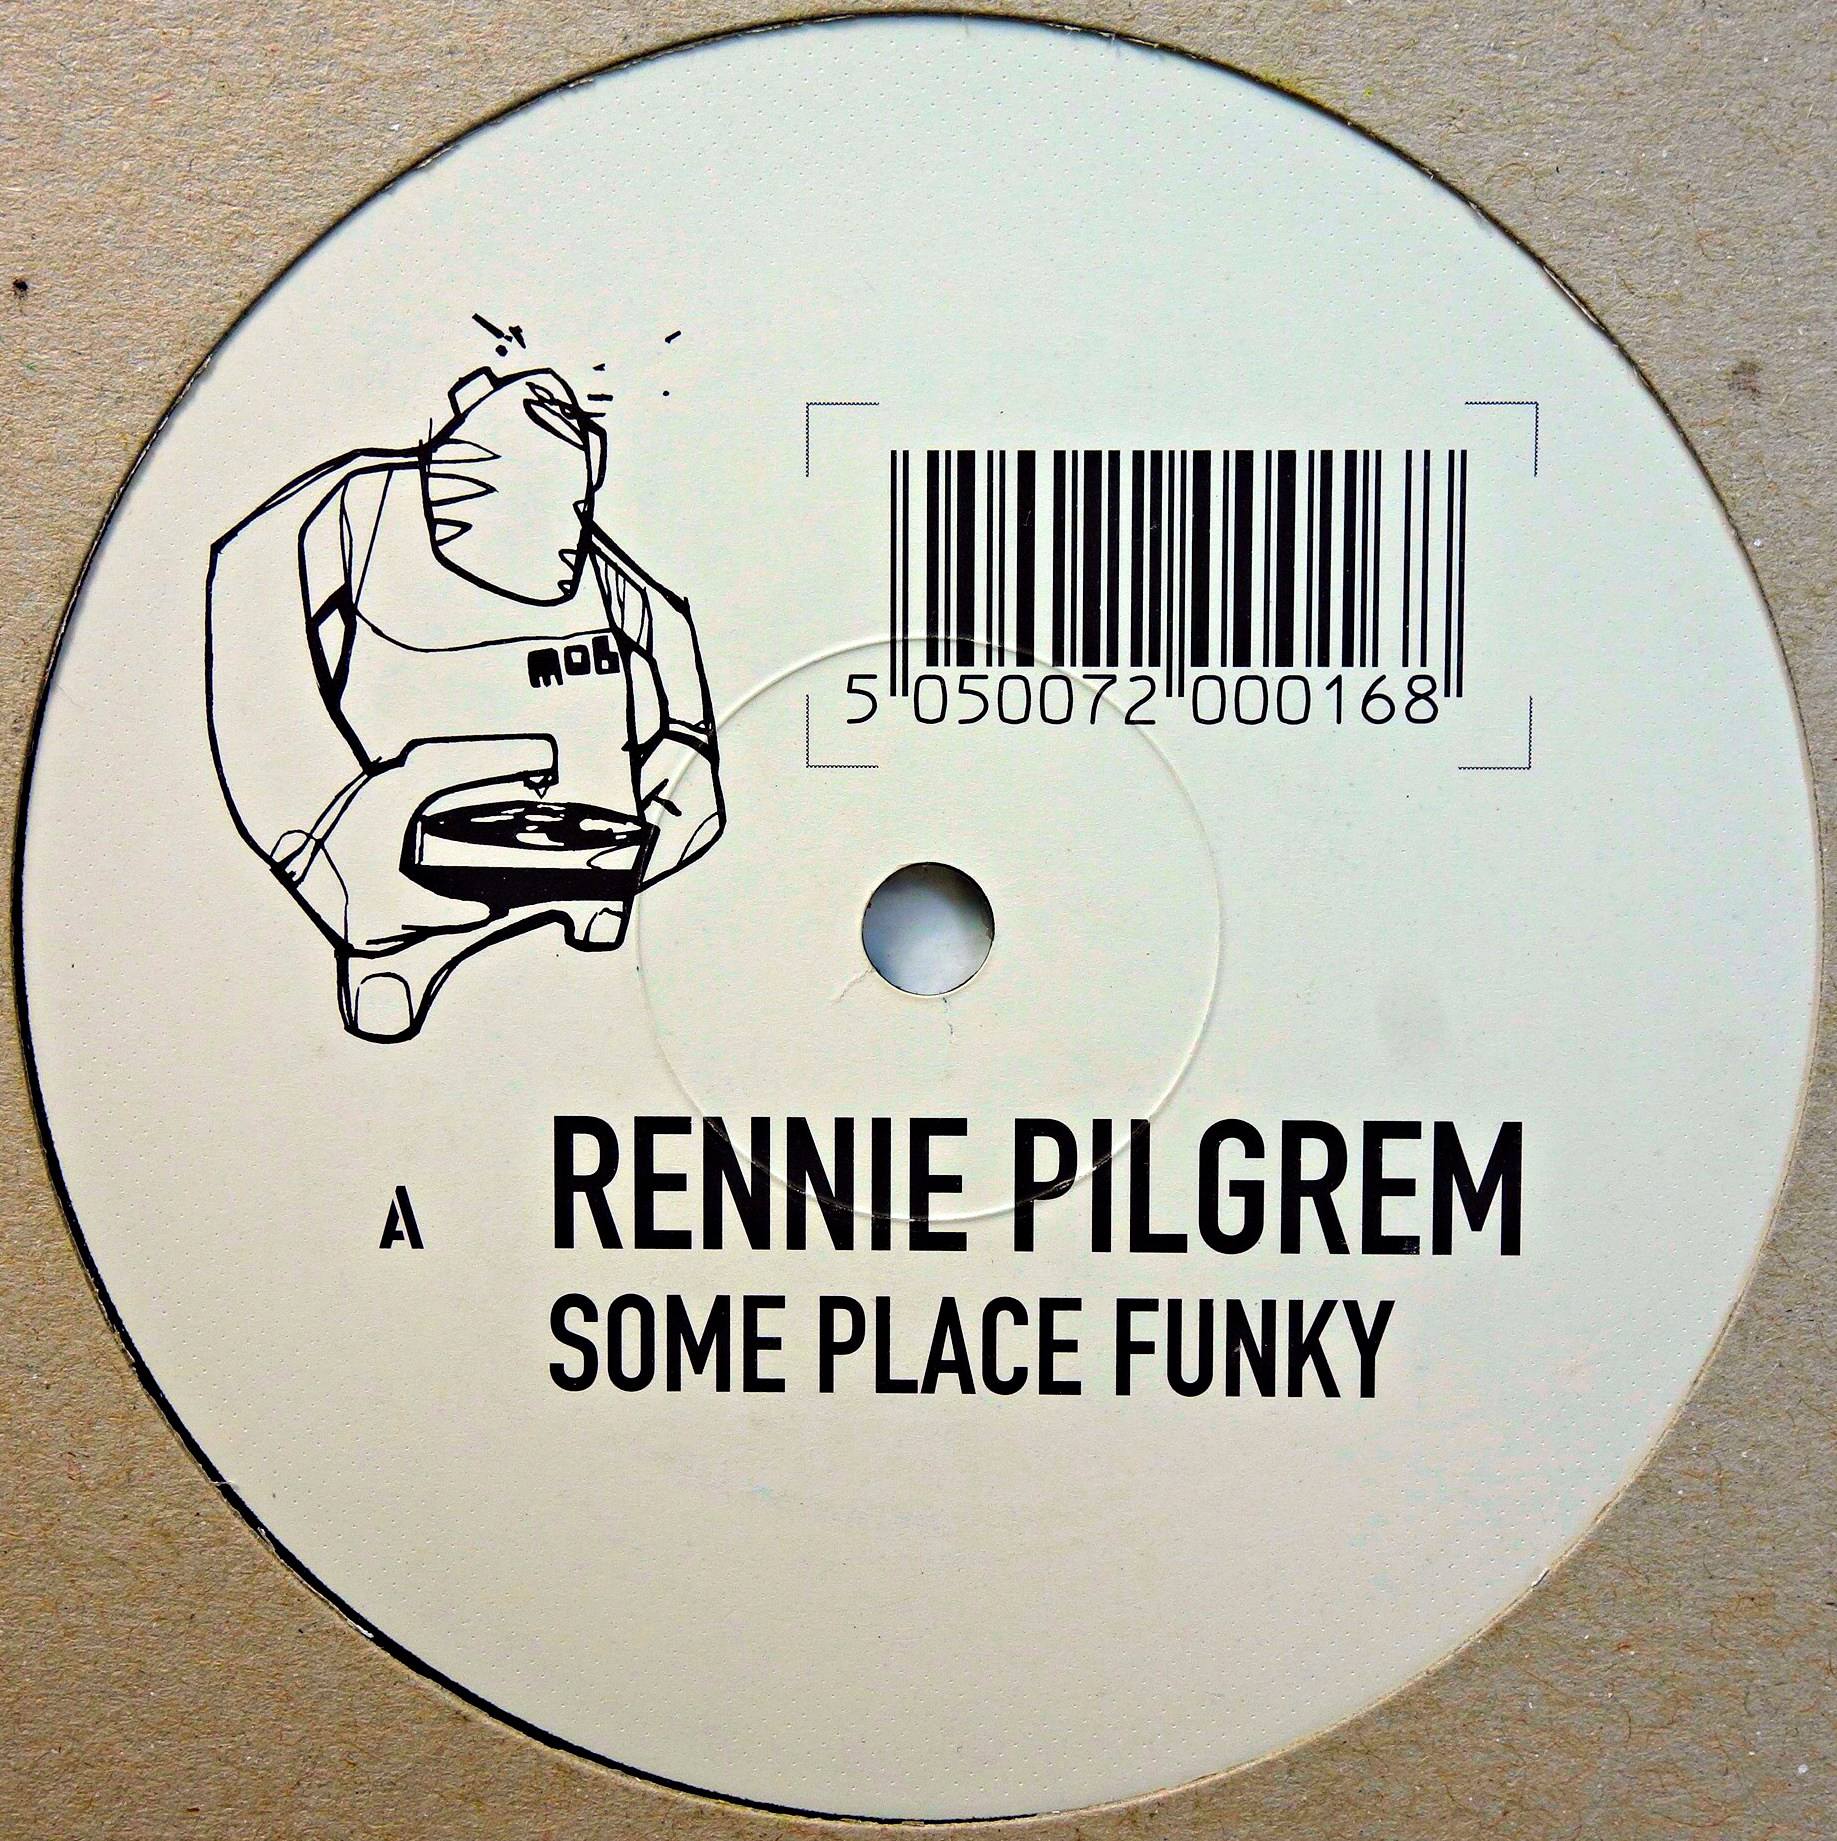 mob
5 050072 000168
A RENNIE PILGREM
SOME PLACE FUNKY